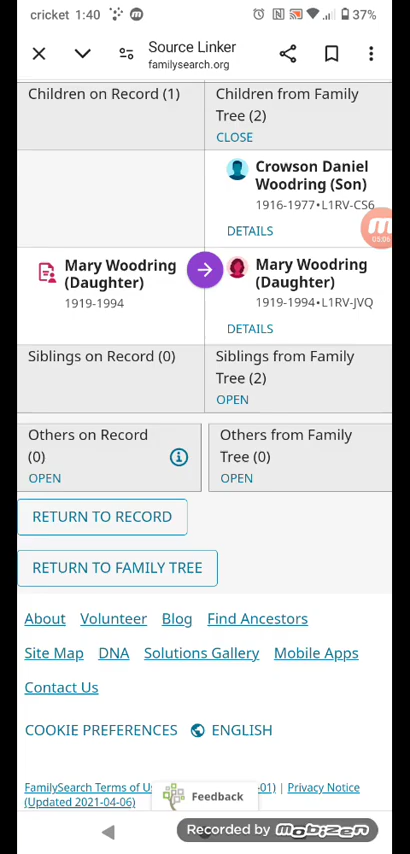 cricket 1:40 37%
Source Linker
familysearch.org
Children on Record (1) Children from Family
Tree (2)
CLOSE
Crowson Daniel
Woodring (Son)
1916-1977•L1RV-CS6
DETAILS
3:06
Mary Woodring Mary Woodring
(Daughter) (Daughter)
1919-1994 1919-1994•L1RV-JVQ
DETAILS
Siblings on Record (0) Siblings from Family
Tree (2)
OPEN
Others on Record Others from Family
(0) Tree (0)
OPEN OPEN
RETURN TO RECORD
RETURN TO FAMILY TREE
About Volunteer Blog Find Ancestors
Site Map DNA Solutions Gallery Mobile Apps
Contact Us
COOKIE PREFERENCES ENGLISH
FamilySearch Terms of Us -01) | Privacy Notice
(Updated 2021-04-06)
Feedback
Recorded by mobizen